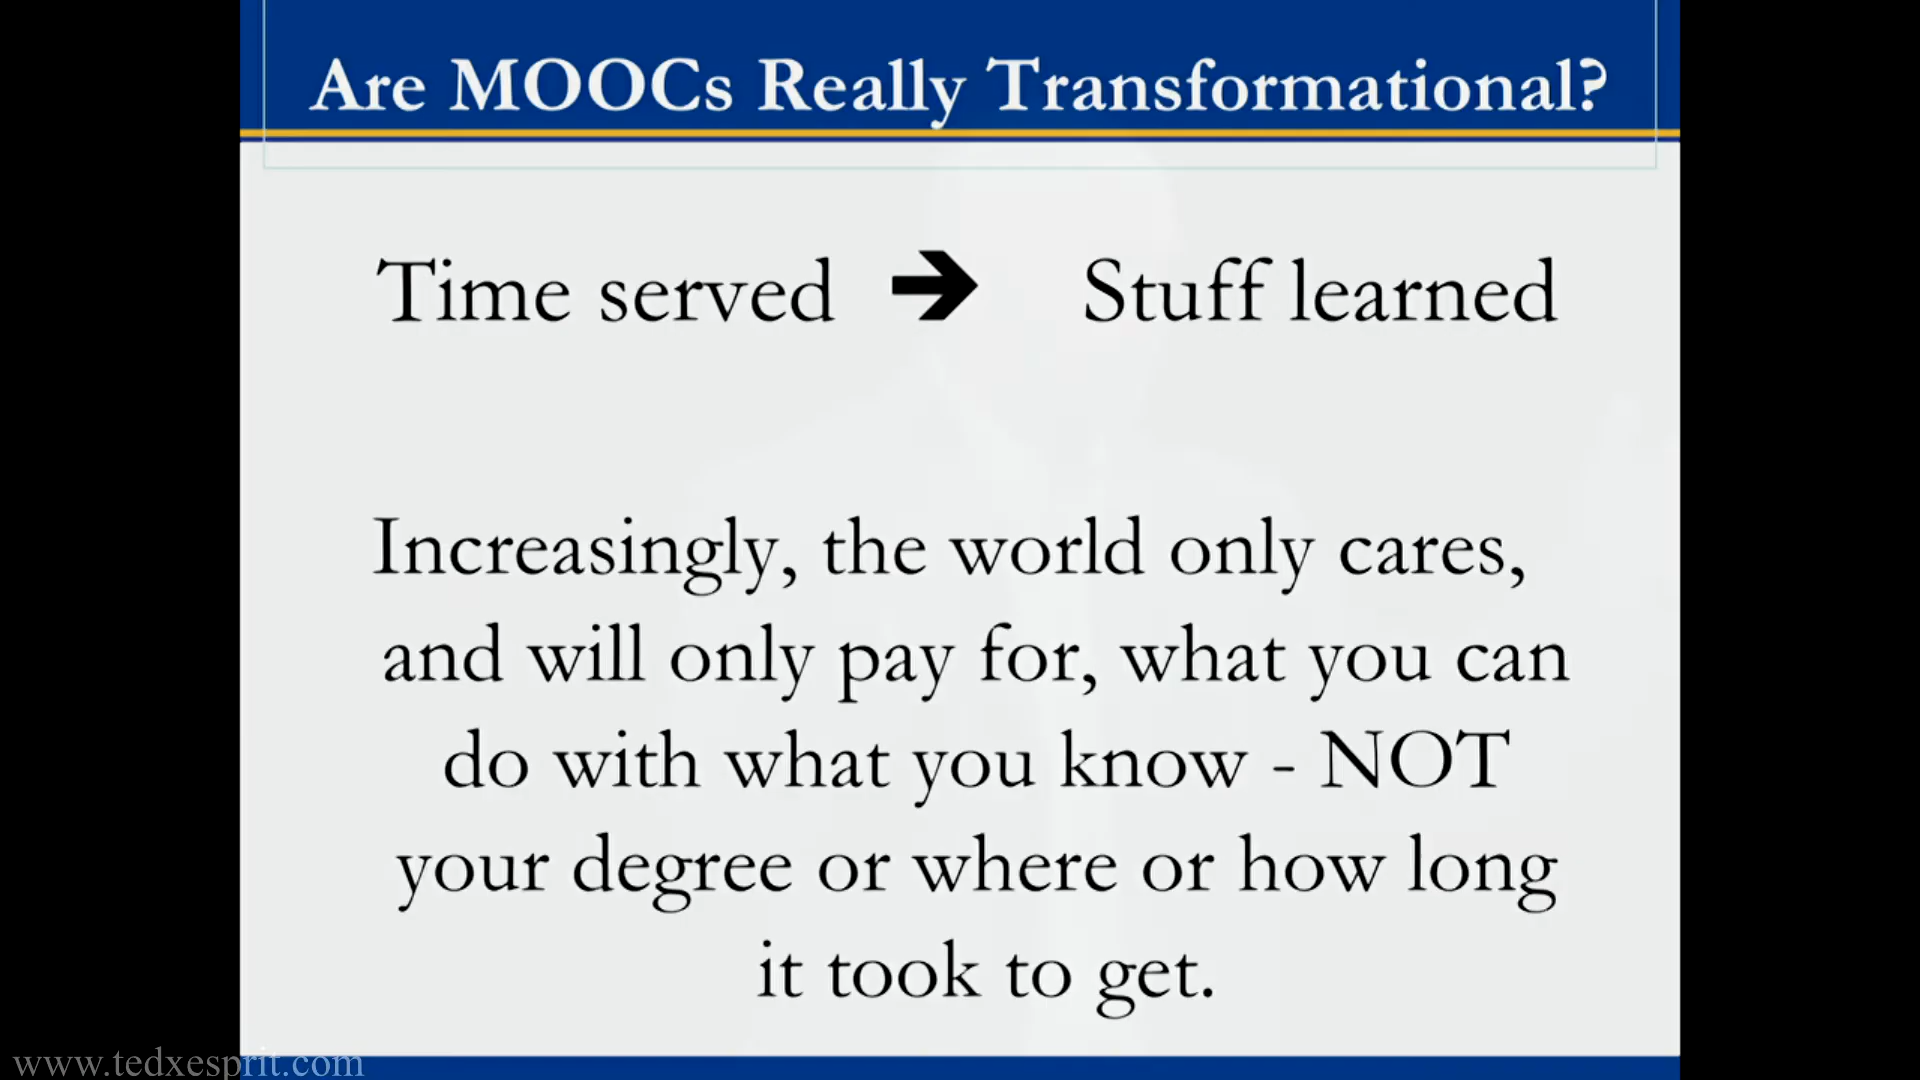 Are MOOCs Really Transformational?
Time served ➔ Stuff learned
Increasingly, the world only cares,
and will only pay for, what you can
do with what you know - NOT
your degree or where or how long
it took to get.
www.tedxesprit.com